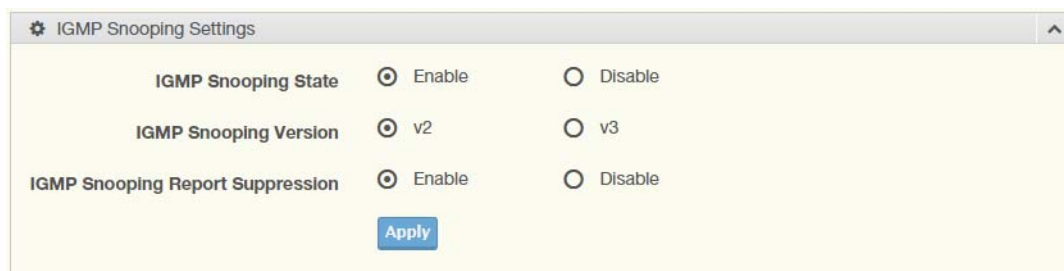 IGMP Snooping Settings
IGMP Snooping State Enable Disable
IGMP Snooping Version v2 v3
IGMP Snooping Report Suppression Enable Disable
Apply